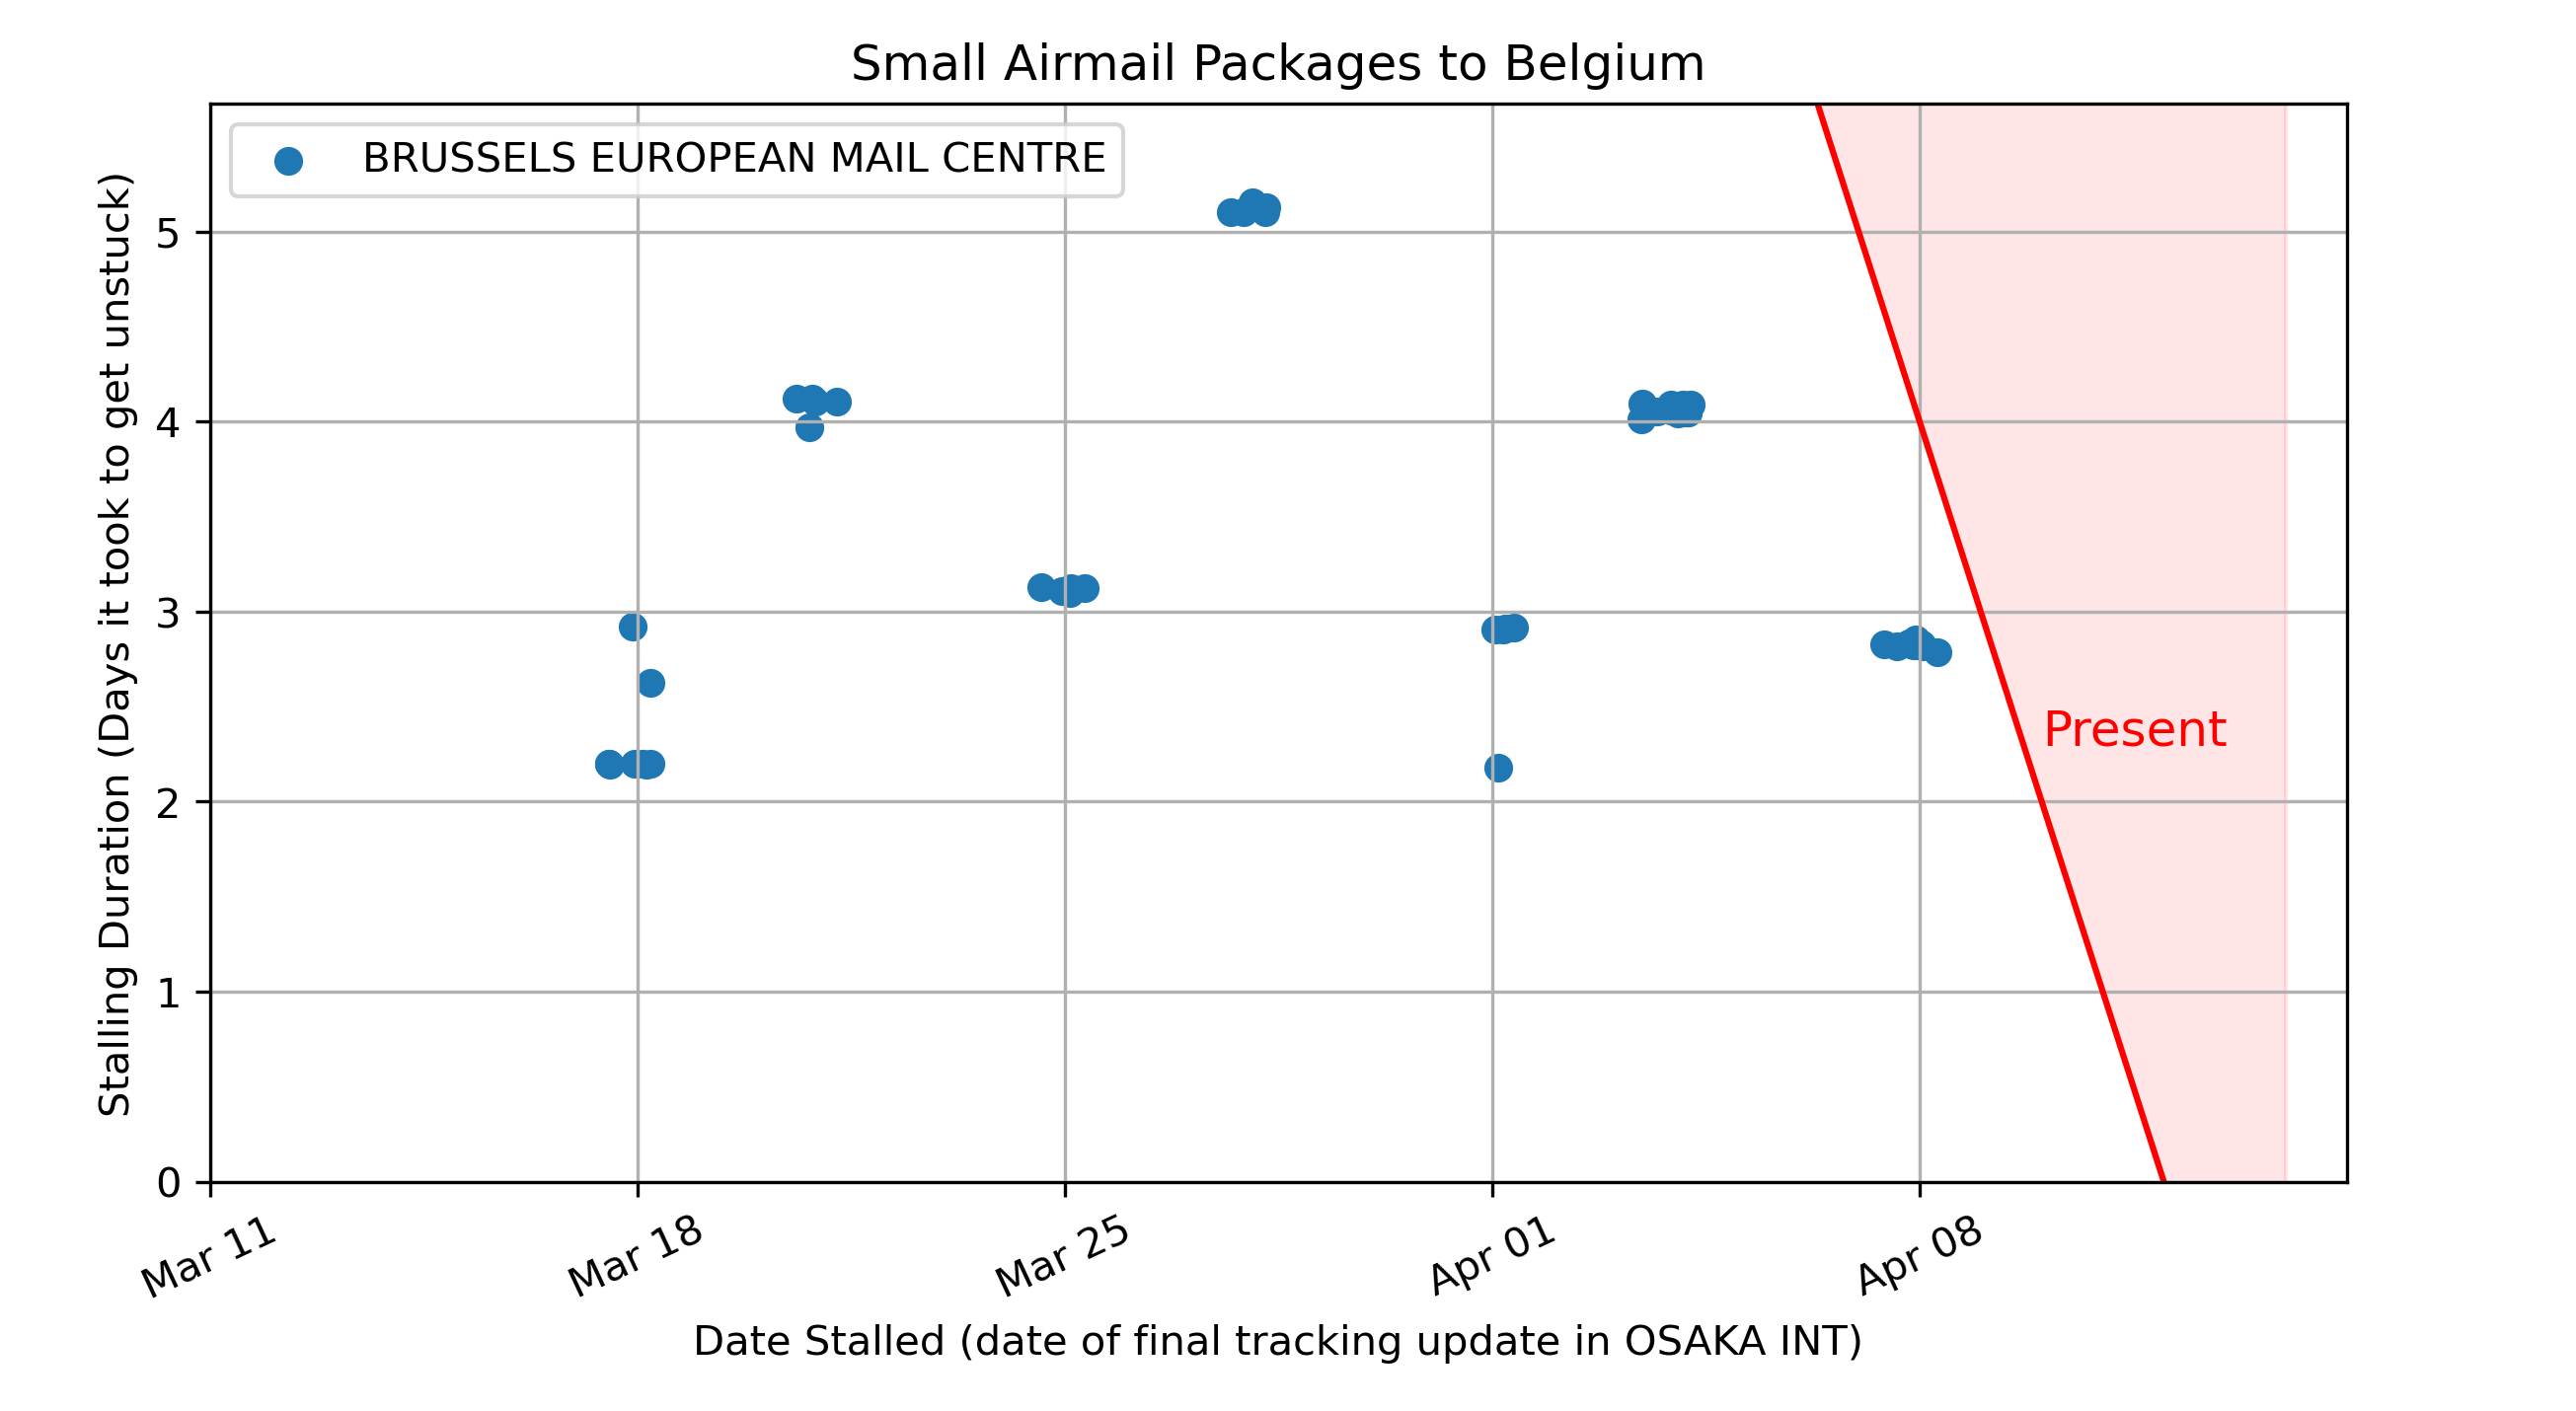 Small Airmail Packages to Belgium
BRUSSELS EUROPEAN MAIL CENTRE
Stalling Duration (Days it took to get unstuck)
5
4
3
2
1
0
Present
Mar 11
Mar 18
Mar 25
Apr 01
Apr 08
Date Stalled (date of final tracking update in OSAKA INT)